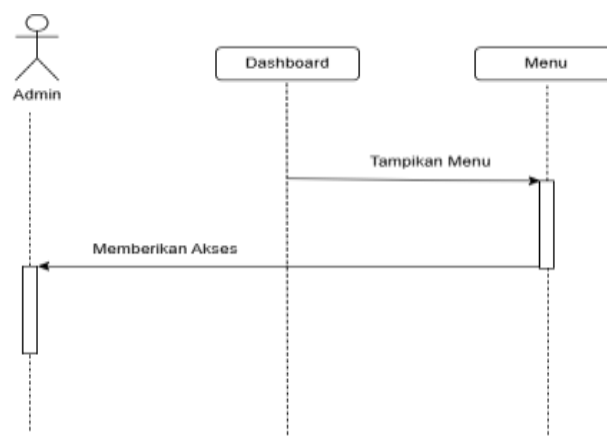 Admin
Dashboard
Menu
Tampikan Menu
Memberikan Akses